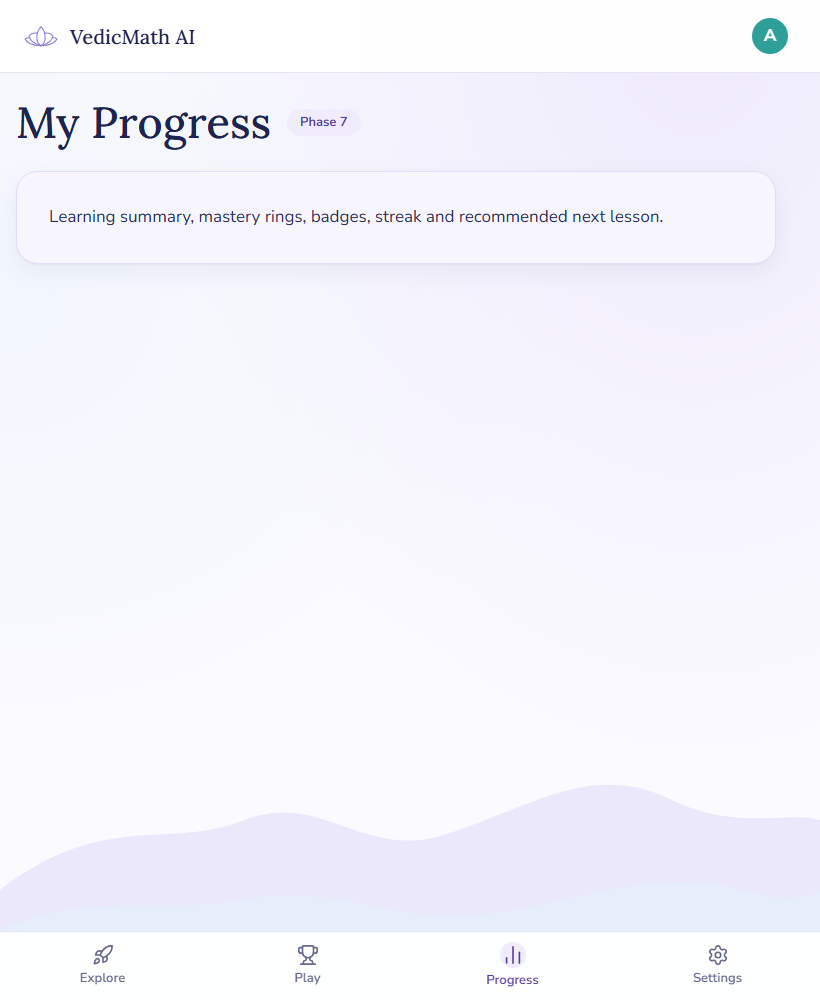 VedicMath AI
A
My Progress
Phase 7
Learning summary, mastery rings, badges, streak and recommended next lesson.
Explore
Play
Progress
Settings